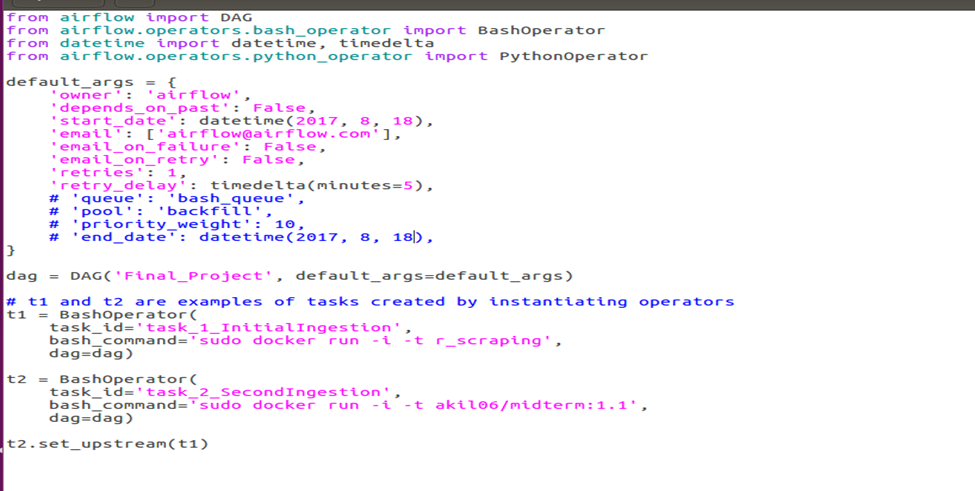 from airflow import DAG
from airflow.operators.bash_operator import BashOperator
from datetime import datetime, timedelta
from airflow.operators.python_operator import PythonOperator

default_args = {
    'owner': 'airflow',
    'depends_on_past': False,
    'start_date': datetime(2017, 8, 18),
    'email': ['airflow@airflow.com'],
    'email_on_failure': False,
    'email_on_retry': False,
    'retries': 1,
    'retry_delay': timedelta(minutes=5),
    # 'queue': 'bash_queue',
    # 'pool': 'backfill',
    # 'priority_weight': 10,
    # 'end_date': datetime(2017, 8, 18),
}

dag = DAG('Final_Project', default_args=default_args)

# t1 and t2 are examples of tasks created by instantiating operators
t1 = BashOperator(
    task_id='task_1_InitialIngestion',
    bash_command='sudo docker run -i -t r_scraping',
    dag=dag)

t2 = BashOperator(
    task_id='task_2_SecondIngestion',
    bash_command='sudo docker run -i -t akil06/midterm:1.1',
    dag=dag)

t2.set_upstream(t1)